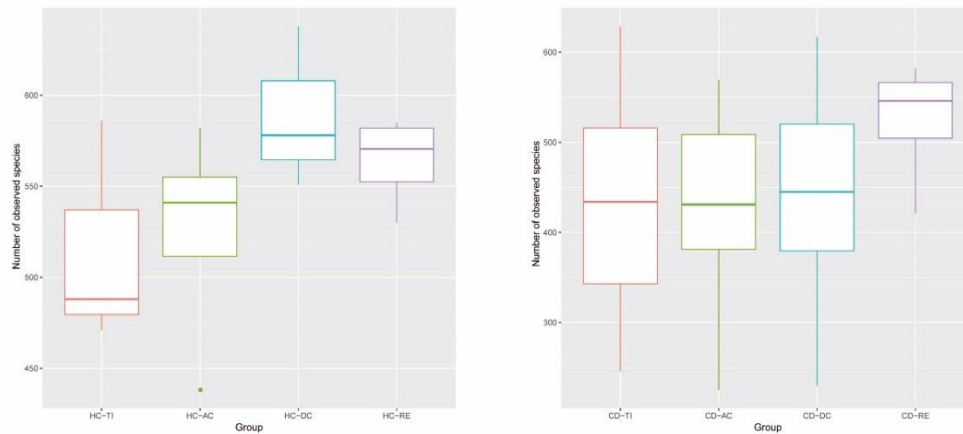 Number of observed species
600
550
500
450
HC-TI
HC-AC
HC-DC
HC-RE
Group
Number of observed species
600
500
400
300
CD-TI
CD-AC
CD-DC
CD-RE
Group